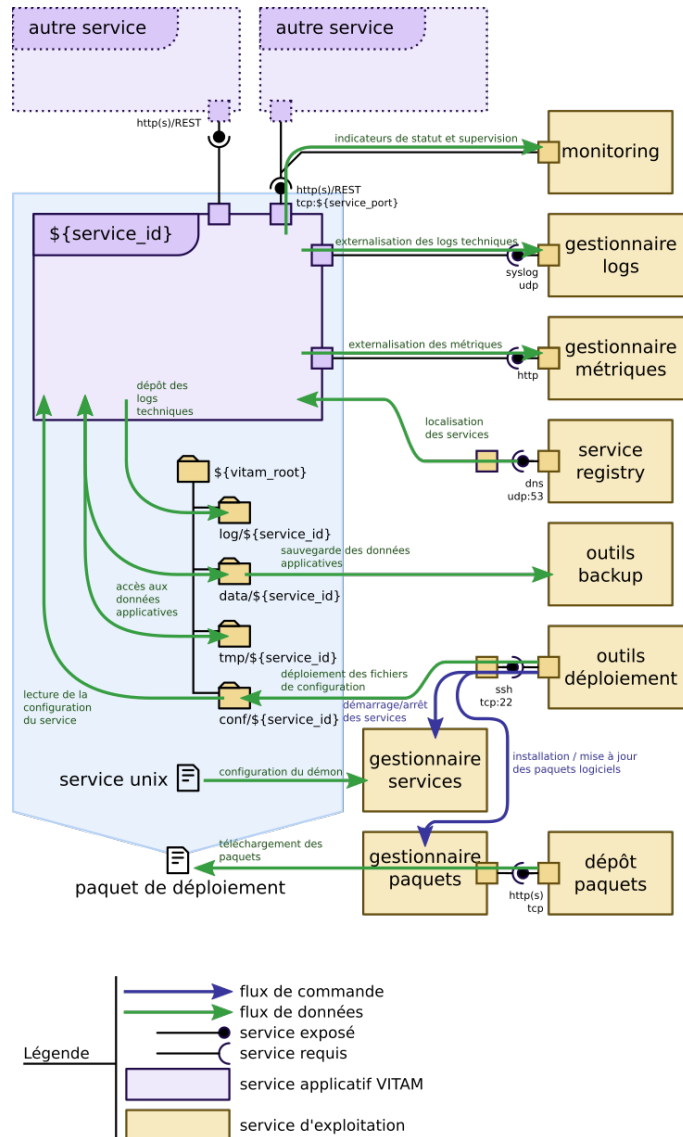 autre service
autre service
http(s)/REST
indicateurs de statut et supervision
monitoring
http(s)/REST
tcp:${service_port}
${service_id}
externalisation des logs techniques
gestionnaire
logs
syslog
udp
externalisation des métriques
gestionnaire
métriques
http
dépôt des
logs
techniques
localisation
des services
service
registry
dns
udp:53
${vitam_root}
log/${service_id}
sauvegarde des données
applicatives
outils
backup
data/${service_id}
accès aux
données
applicatives
tmp/${service_id}
outils
déploiement
déploiement des fichiers
de configuration
ssh
tcp:22
lecture de la
configuration
du service
conf/${service_id}
démarrage/arrêt
des services
gestionnaire
services
installation / mise à jour
des paquets logiciels
service unix
configuration du démon
téléchargement des
paquets
gestionnaire
paquets
dépôt
paquets
http(s)
tcp
paquet de déploiement
Légende
flux de commande
flux de données
service exposé
service requis
service applicatif VITAM
service d'exploitation